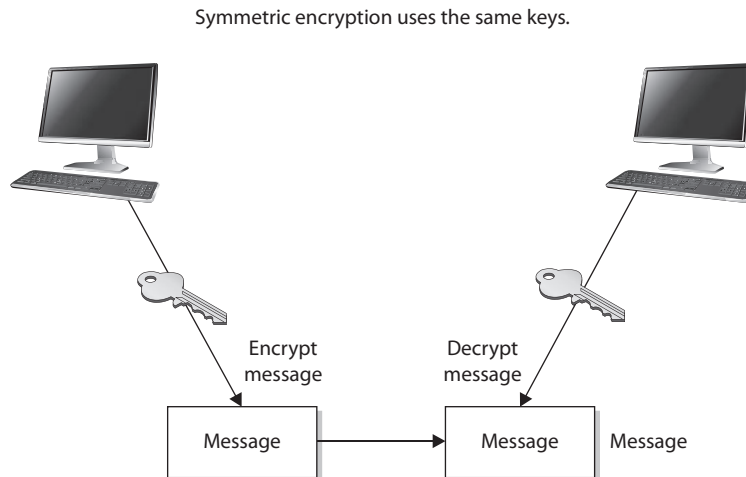 Symmetric encryption uses the same keys.
Encrypt
message
Decrypt
message
Message
Message
Message